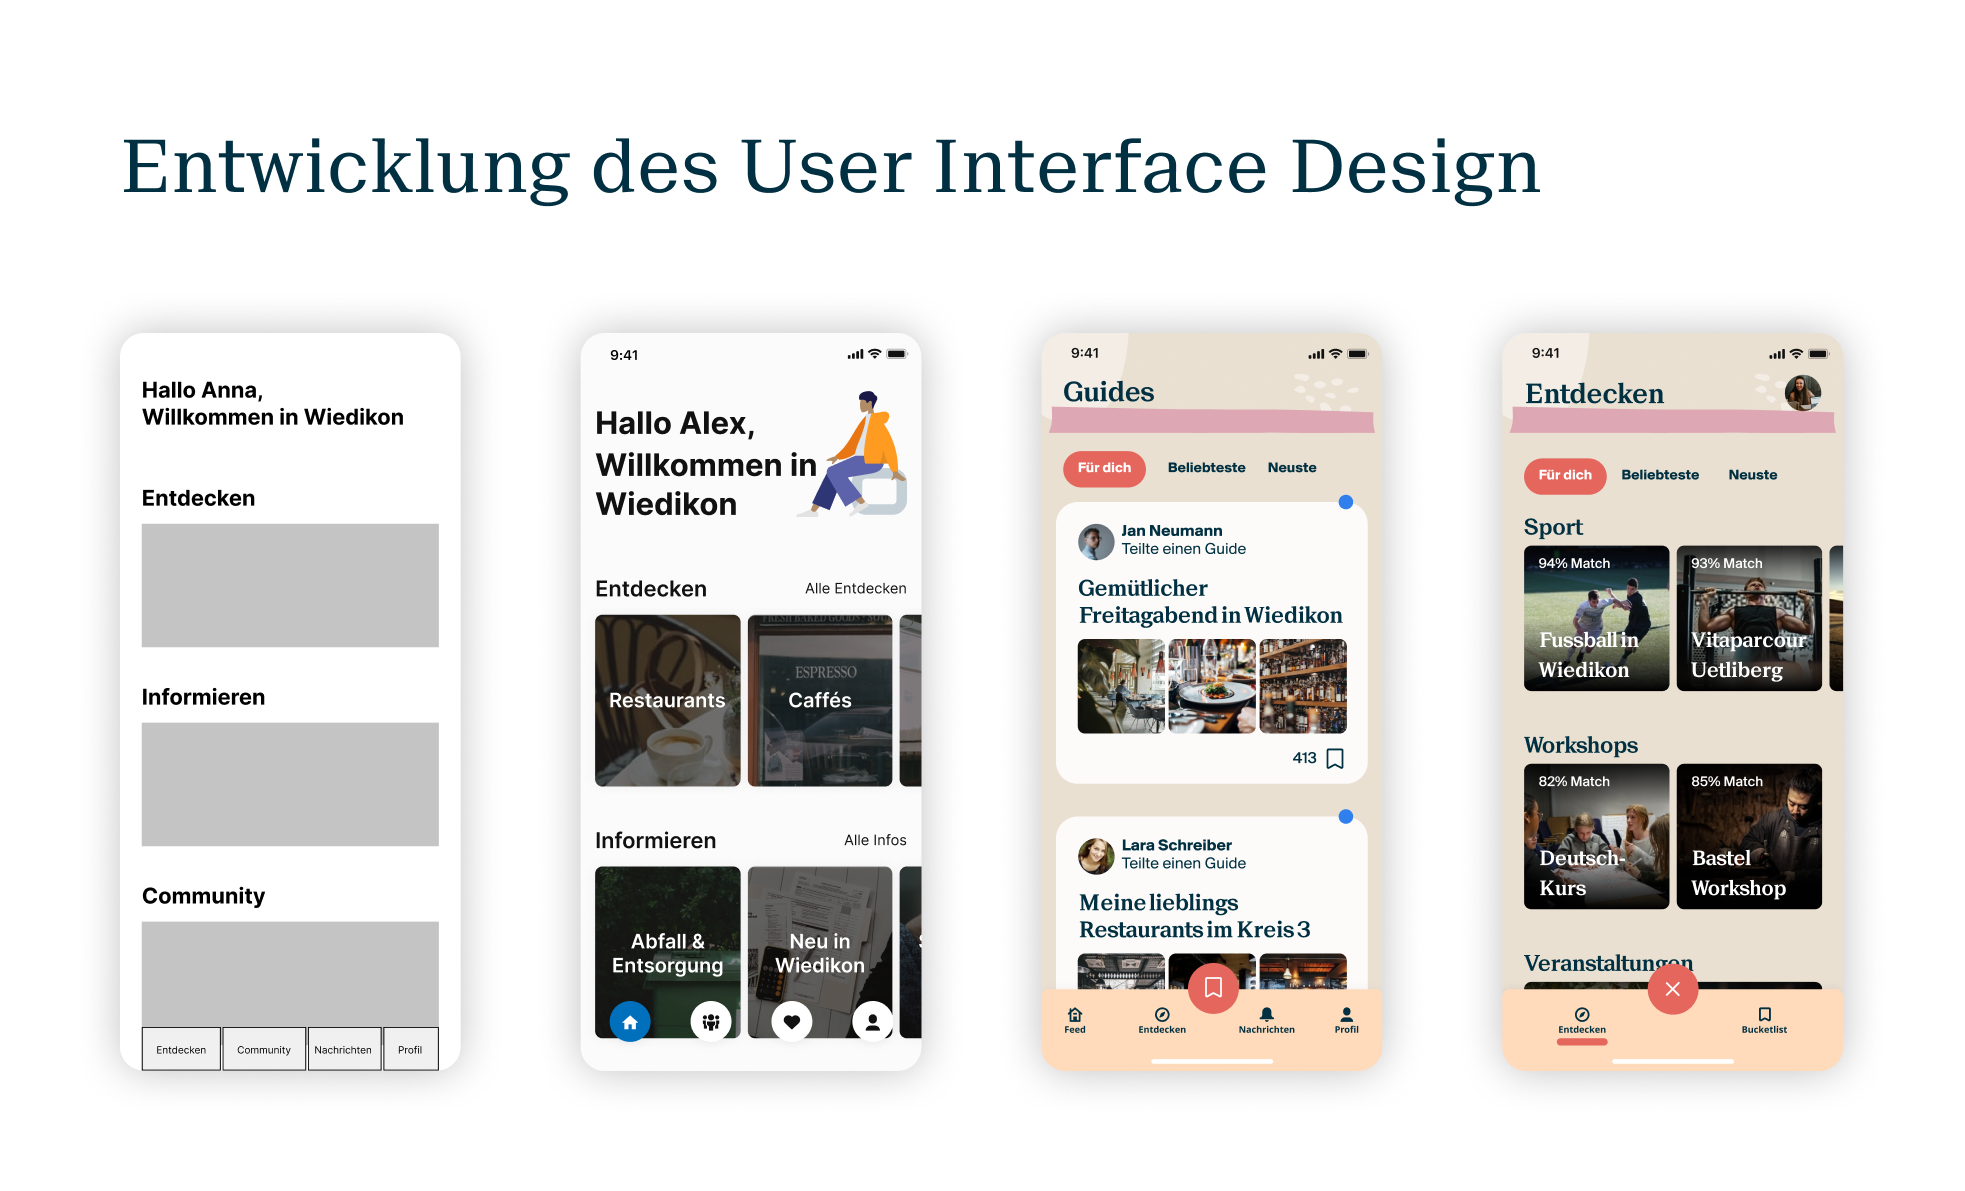 Entwicklung des User Interface Design
Hallo Anna,
Willkommen in Wiedikon
Entdecken
Informieren
Community
Entdecken
Community
Nachrichten
Profil
9:41
Hallo Alex,
Willkommen in
Wiedikon
Entdecken
Alle Entdecken
FRESH BAKED GOODS
ESPRESSO
Restaurants
Caffés
Informieren
Alle Infos
Abfall &
Entsorgung
Neu in
Wiedikon
9:41
Guides
Für dich
Beliebteste
Neuste
Jan Neumann
Teilte einen Guide
Gemütlicher
Freitagabend in Wiedikon
413
Lara Schreiber
Teilte einen Guide
Meine lieblings
Restaurants im Kreis 3
Feed
Entdecken
Nachrichten
Profil
9:41
Entdecken
Für dich
Beliebteste
Neuste
Sport
94% Match
Fussball in
Wiedikon
93% Match
Vitaparcour
Uetliberg
Workshops
82% Match
Deutsch-
Kurs
85% Match
Bastel
Workshop
Veranstaltungen
Entdecken
Bucketlist